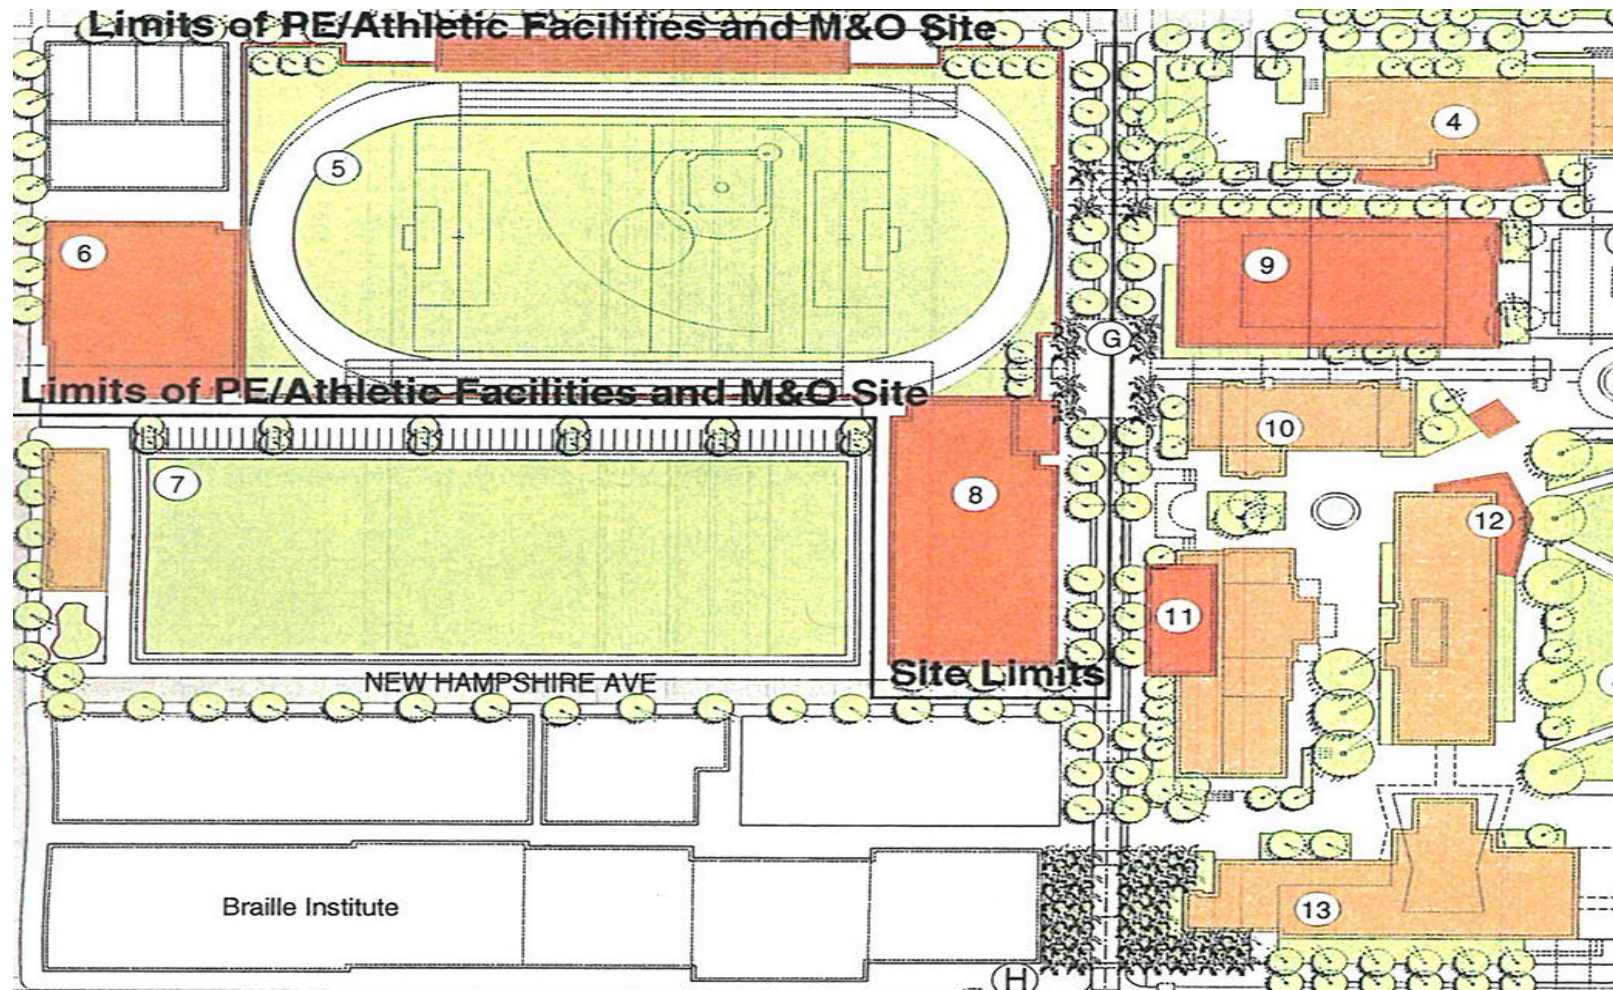 Limits of PE/Athletic Facilities and M&O Site
4
5
6
9
G
Limits of PE/Athletic Facilities and M&O Site
10
7
8
12
11
Site Limits
NEW HAMPSHIRE AVE
Braille Institute
13
H